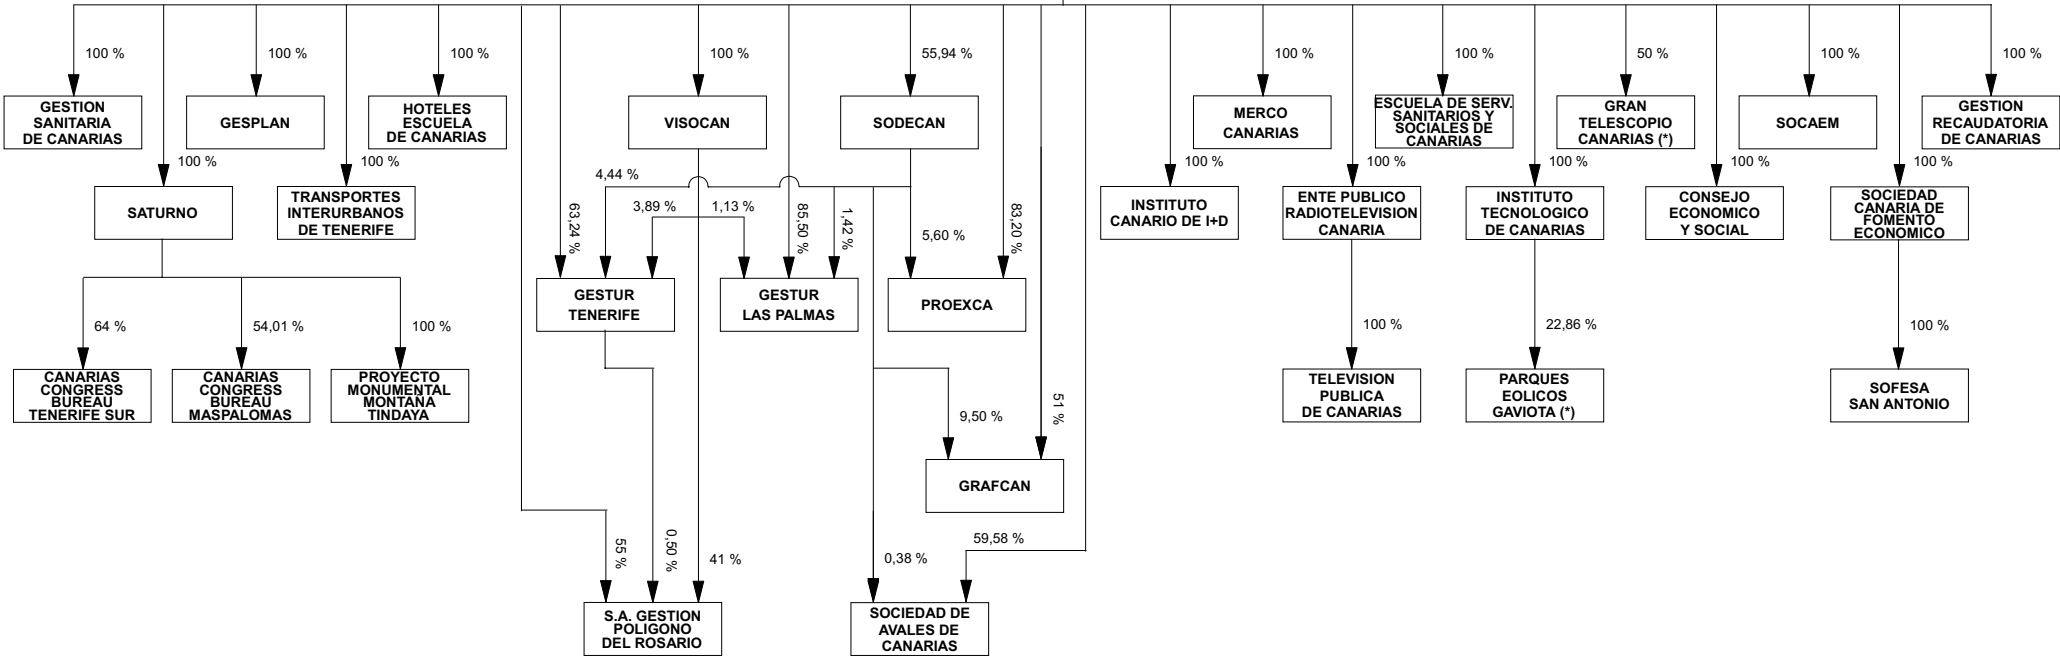 100 %
100 %
100 %
100 %
55,94 %
100 %
100 %
50 %
100 %
100 %
GESTION
SANITARIA
DE CANARIAS
GESPLAN
HOTELES
ESCUELA
DE CANARIAS
VISOCAN
SODECAN
MERCO
CANARIAS
ESCUELA DE SERV.
SANITARIOS Y
SOCIALES DE
CANARIAS
GRAN
TELESCOPIO
CANARIAS (*)
SOCAEM
GESTION
RECAUDATORIA
DE CANARIAS
100 %
100 %
100 %
100 %
100 %
100 %
100 %
SATURNO
TRANSPORTES
INTERURBANOS
DE TENERIFE
INSTITUTO
CANARIO DE I+D
ENTE PUBLICO
RADIOTELEVISION
CANARIA
INSTITUTO
TECNOLOGICO
DE CANARIAS
CONSEJO
ECONOMICO
Y SOCIAL
SOCIEDAD
CANARIA DE
FOMENTO
ECONOMICO
63,24 %
4,44 %
3,89 %
1,13 %
85,50 %
1,42 %
5,60 %
83,20 %
GESTUR
TENERIFE
GESTUR
LAS PALMAS
PROEXCA
64 %
54,01 %
100 %
100 %
22,86 %
100 %
CANARIAS
CONGRESS
BUREAU
TENERIFE SUR
CANARIAS
CONGRESS
BUREAU
MASPALOMAS
PROYECTO
MONUMENTAL
MONTAÑA
TINDAYA
TELEVISION
PUBLICA
DE CANARIAS
PARQUES
EOLICOS
GAVIOTA (*)
SOFESA
SAN ANTONIO
9,50 %
51 %
GRAFCAN
55 %
0,50 %
41 %
0,38 %
59,58 %
S.A. GESTION
POLIGONO
DEL ROSARIO
SOCIEDAD DE
AVALES DE
CANARIAS